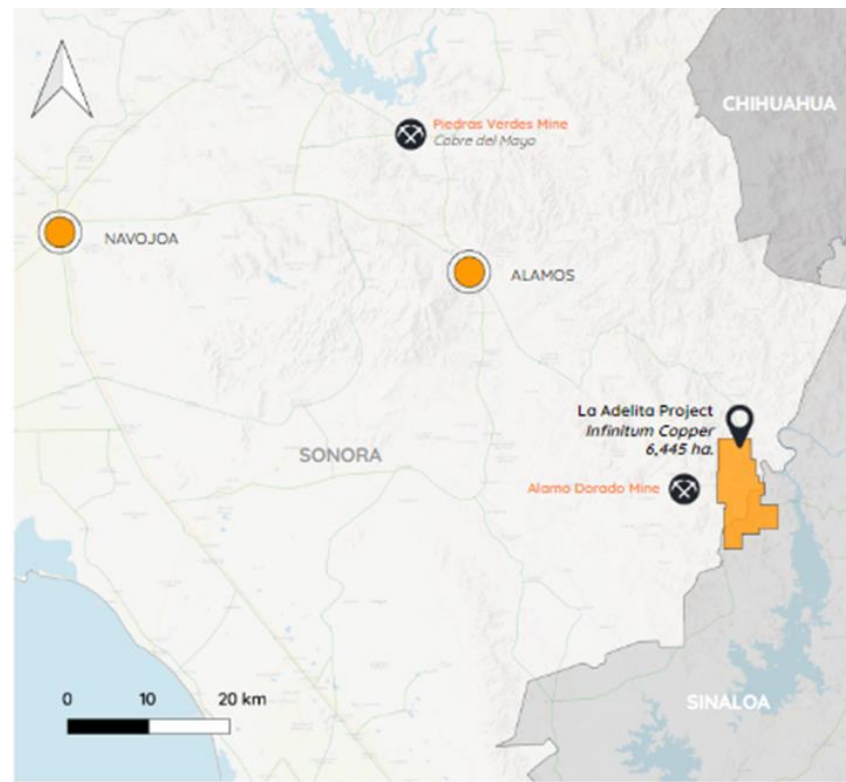 CHIHUAHUA
Piedras Verdes Mine
Cobre del Mayo
NAVOJOA
ALAMOS
La Adelita Project
Infinitum Copper
6,445 ha.
SONORA
Alamo Dorado Mine
0 10 20 km
SINALOA